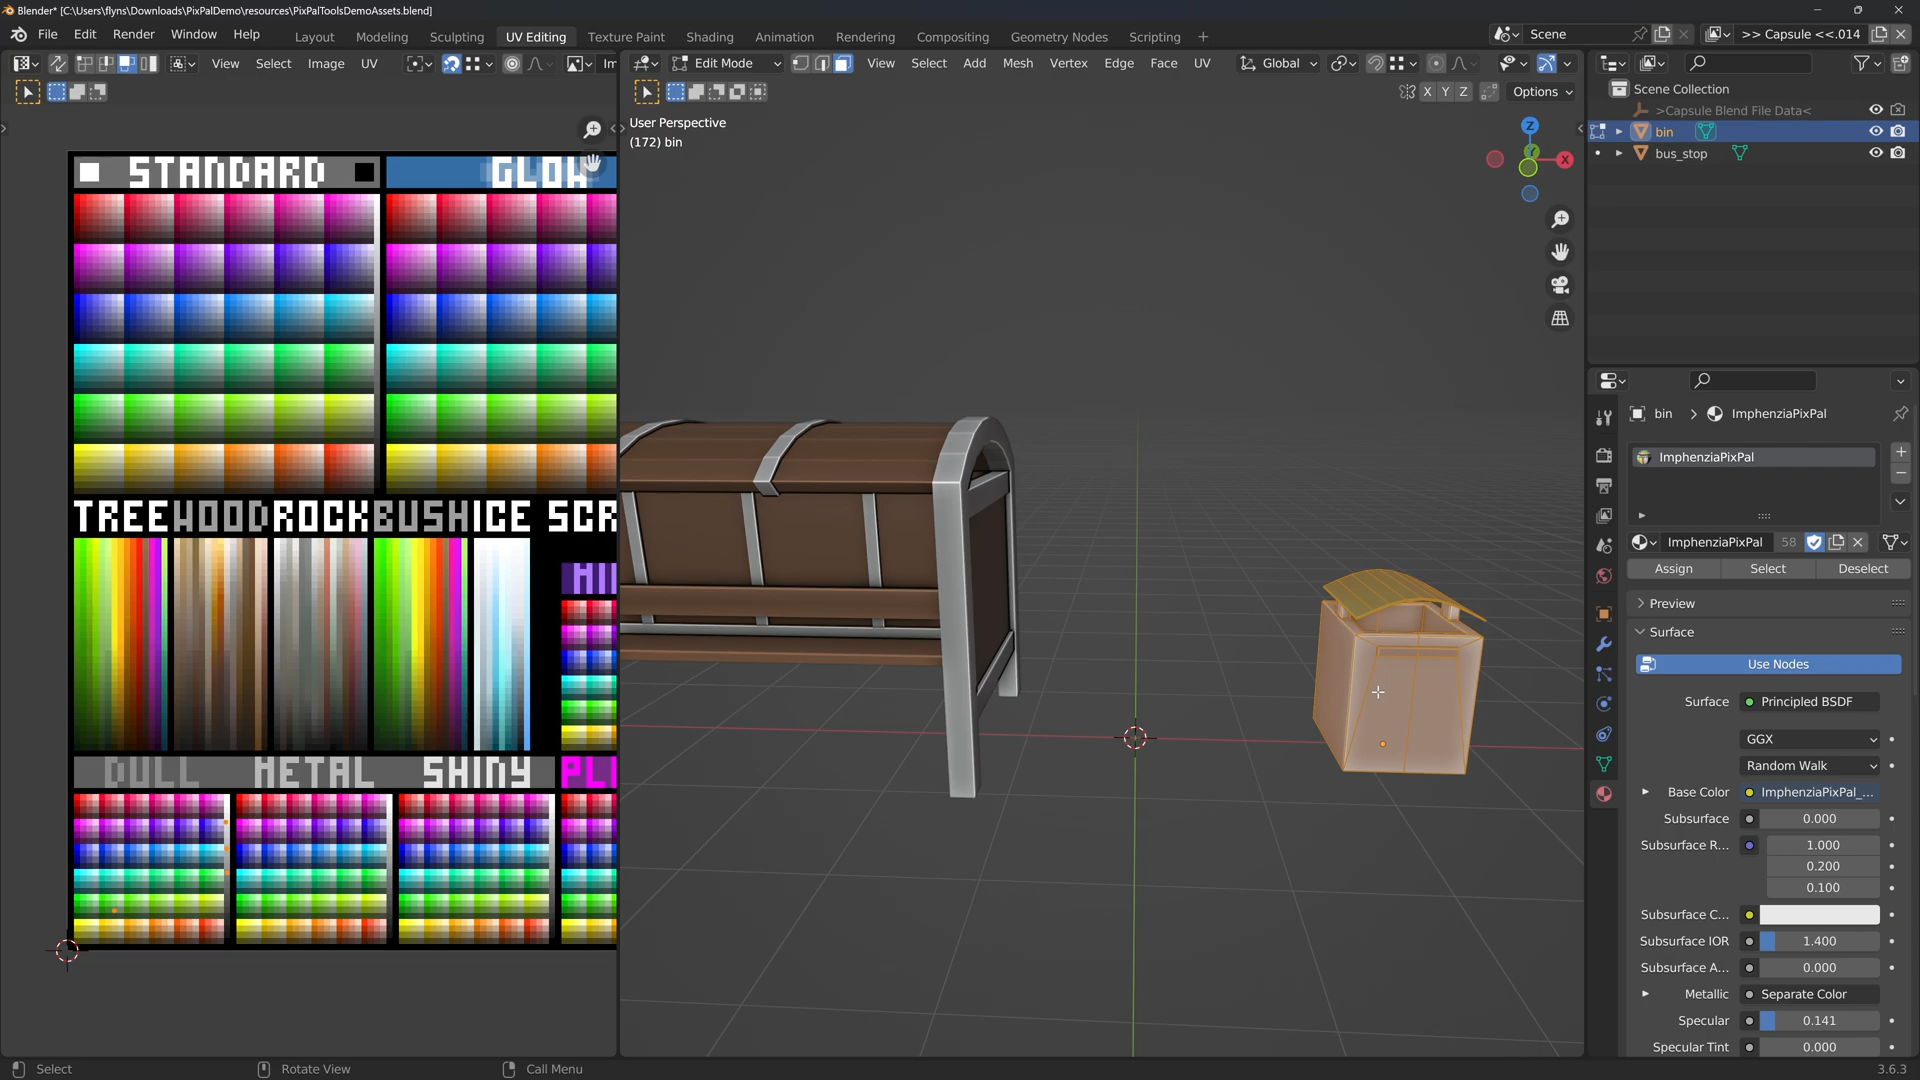 Blender* [C:\Users\flyns\Downloads\PixPalDemo\resources\PixPalToolsDemoAssets.blend]
File Edit Render Window Help Layout Modeling Sculpting UV Editing Texture Paint Shading Animation Rendering Compositing Geometry Nodes Scripting + Scene >> Capsule <<.014
View Select Image UV Im Edit Mode View Select Add Mesh Vertex Edge Face UV Global
X Y Z Options
User Perspective
(172) bin
Z
X
Scene Collection
>Capsule Blend File Data<
bin
bus_stop
STANDARD GLOW
TREE WOOD ROCK BUSH ICE SCR
DULL METAL SHINY
bin > ImphenziaPixPal
ImphenziaPixPal
ImphenziaPixPal 58
Assign Select Deselect
Preview
Surface
Use Nodes
Surface Principled BSDF
GGX
Random Walk
Base Color ImphenziaPixPal_...
Subsurface 0.000
Subsurface R... 1.000
0.200
0.100
Subsurface C...
Subsurface IOR 1.400
Subsurface A... 0.000
Metallic Separate Color
Specular 0.141
Specular Tint 0.000
Select Rotate View Call Menu 3.6.3